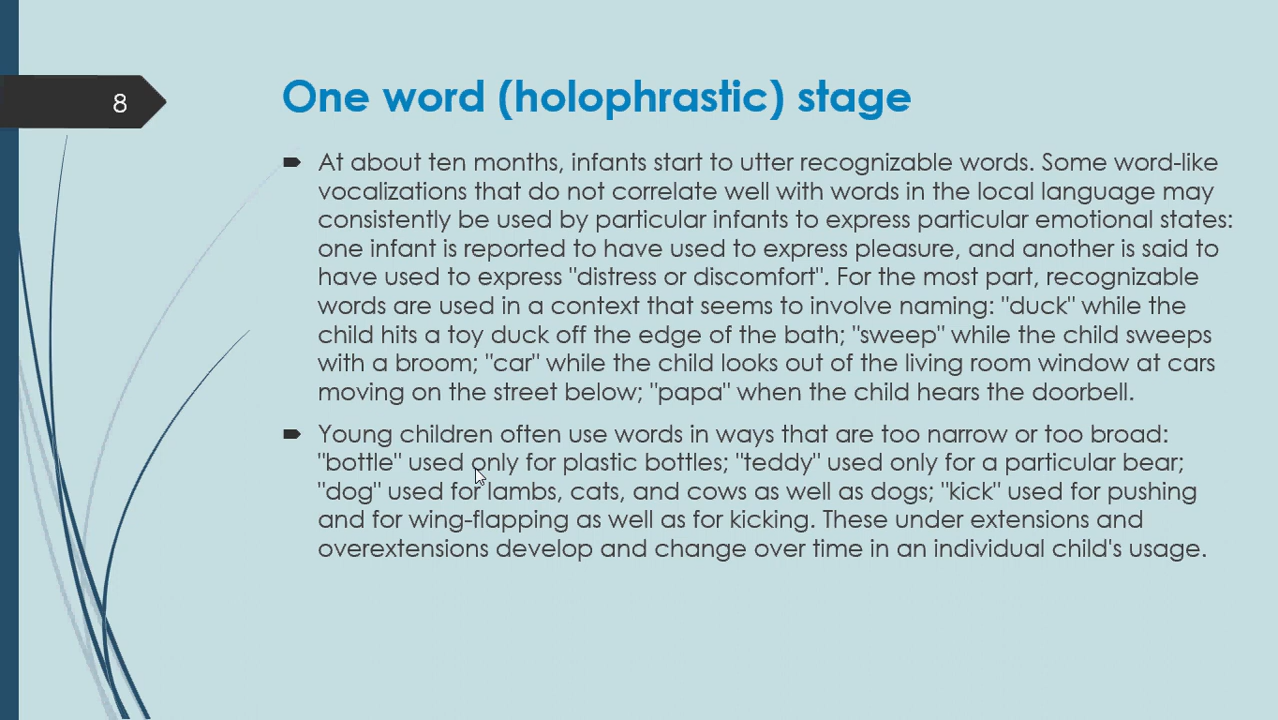 8
One word (holophrastic) stage
At about ten months, infants start to utter recognizable words. Some word-like
vocalizations that do not correlate well with words in the local language may
consistently be used by particular infants to express particular emotional states:
one infant is reported to have used to express pleasure, and another is said to
have used to express "distress or discomfort". For the most part, recognizable
words are used in a context that seems to involve naming: "duck" while the
child hits a toy duck off the edge of the bath; "sweep" while the child sweeps
with a broom; "car" while the child looks out of the living room window at cars
moving on the street below; "papa" when the child hears the doorbell.
Young children often use words in ways that are too narrow or too broad:
"bottle" used only for plastic bottles; "teddy" used only for a particular bear;
"dog" used for lambs, cats, and cows as well as dogs; "kick" used for pushing
and for wing-flapping as well as for kicking. These under extensions and
overextensions develop and change over time in an individual child's usage.